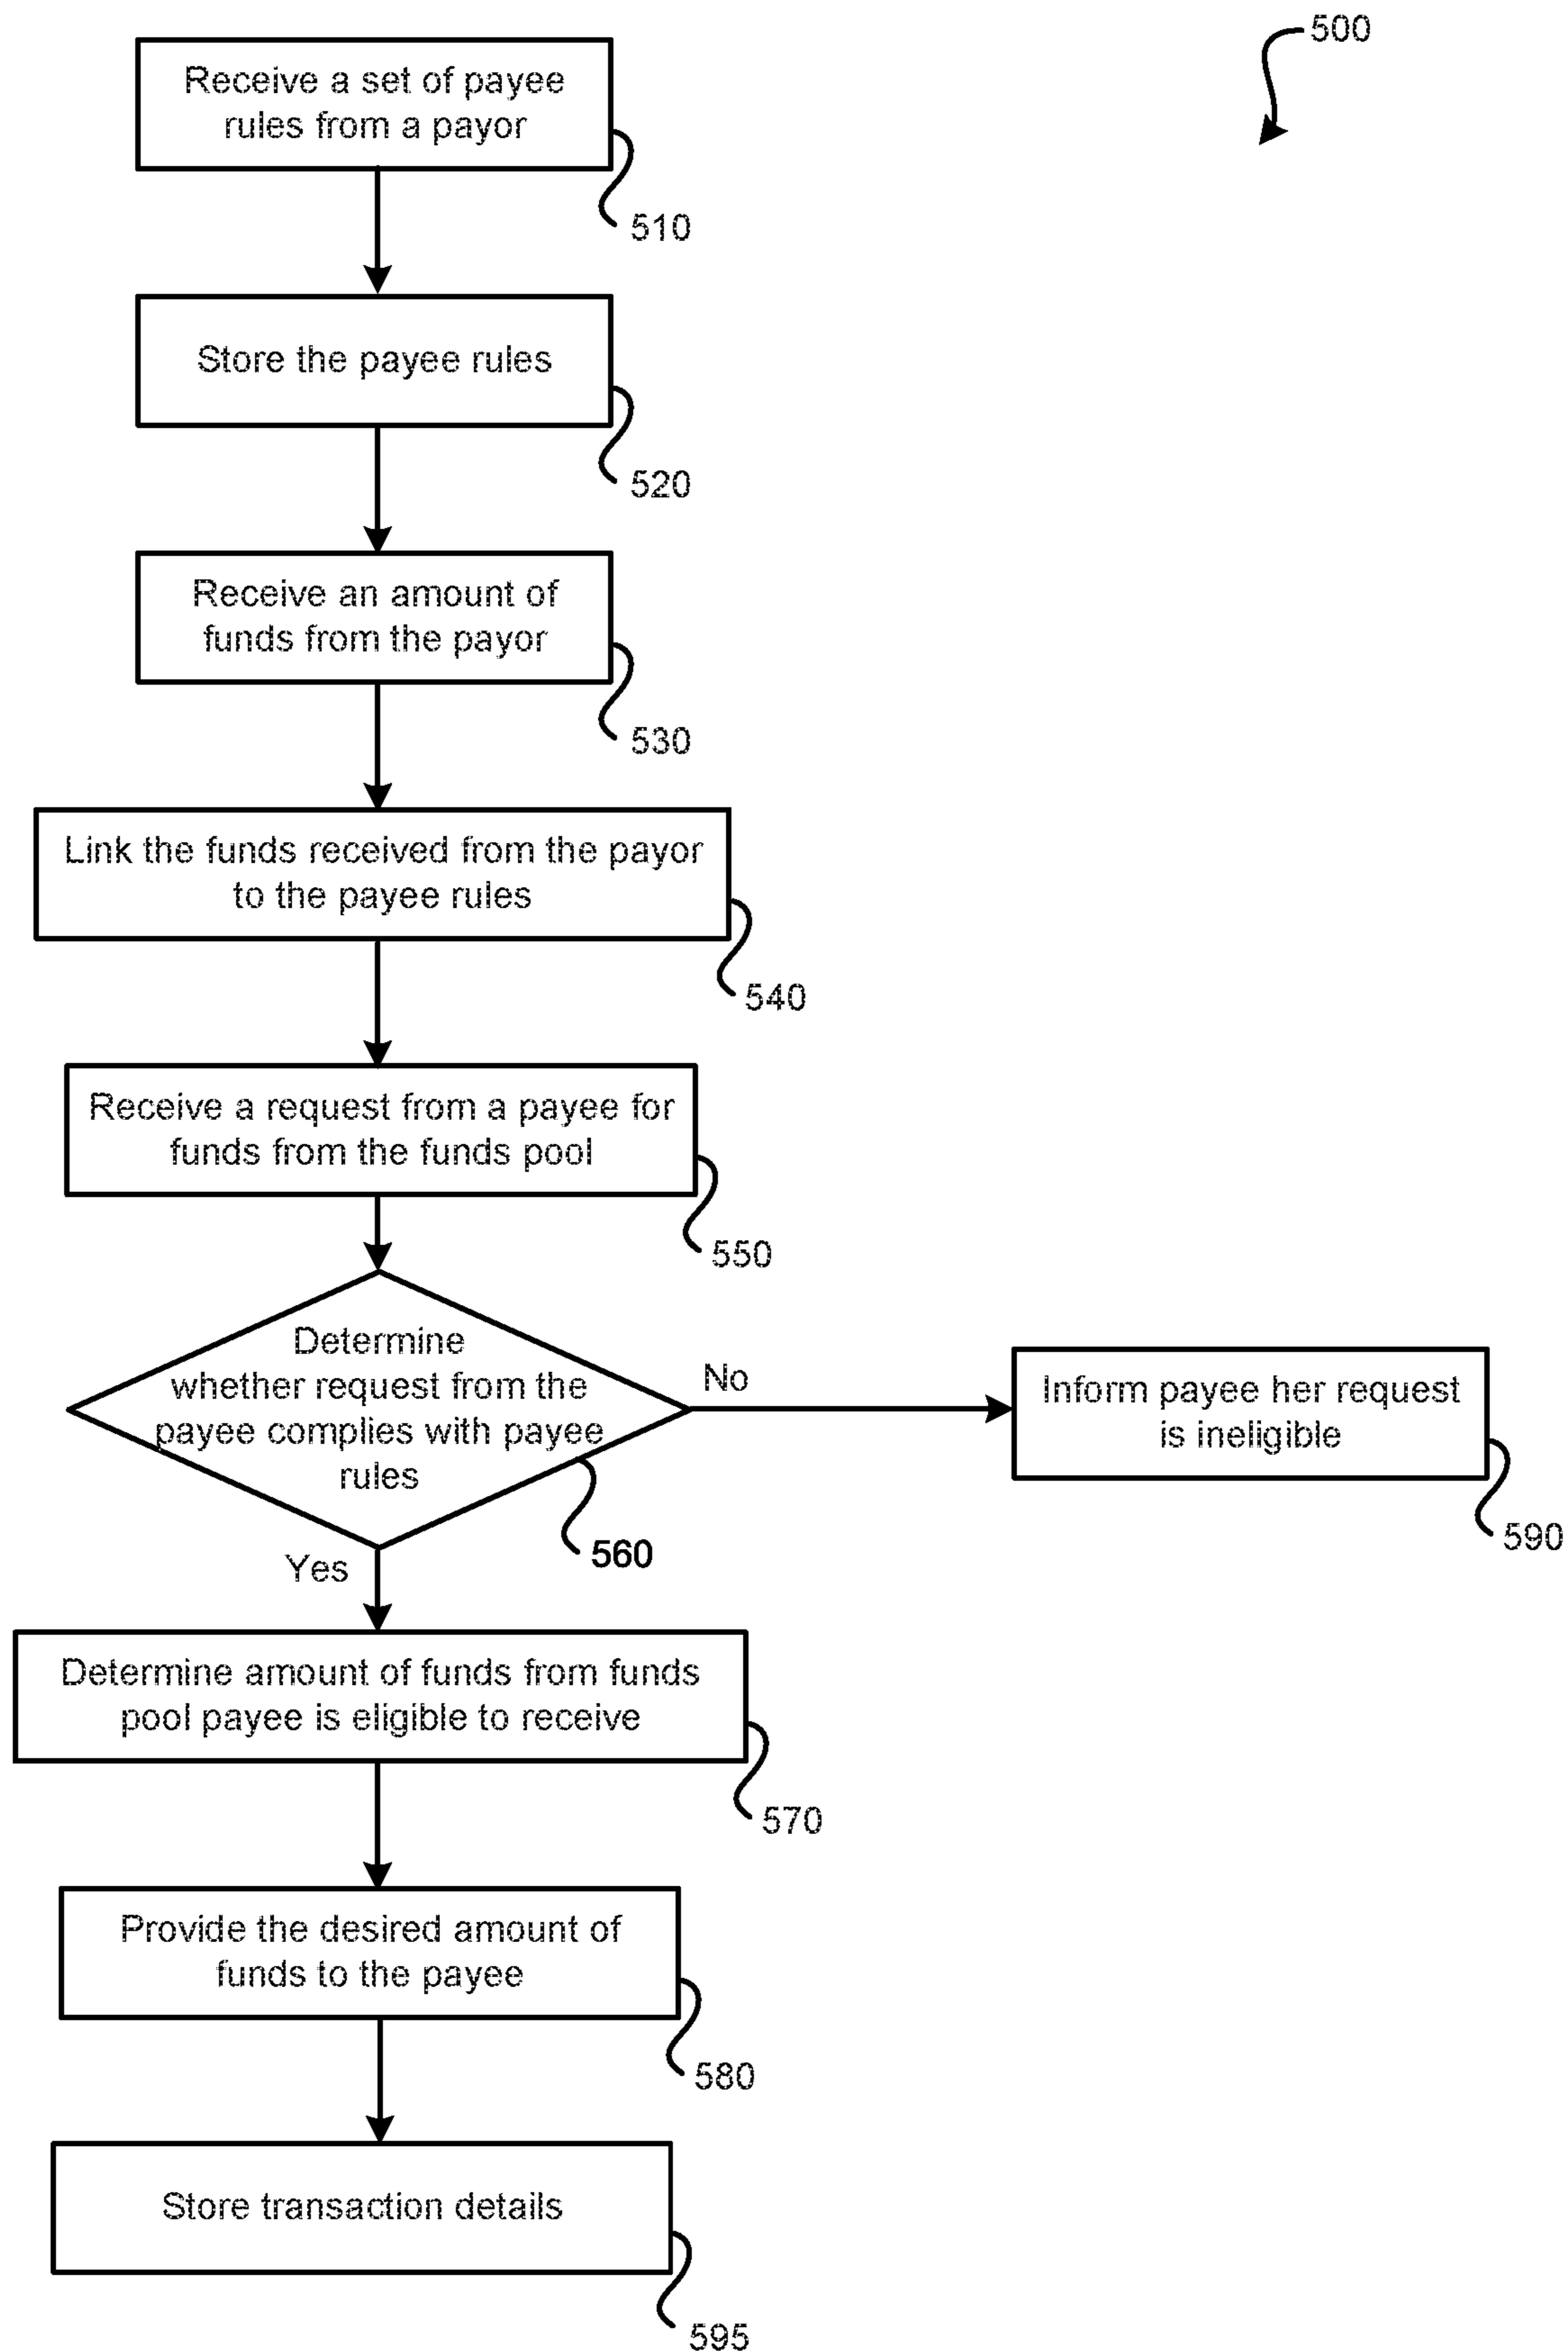 500
Receive a set of payee
rules from a payor
510
Store the payee rules
520
Receive an amount of
funds from the payor
530
Link the funds received from the payor
to the payee rules
540
Receive a request from a payee for
funds from the funds pool
550
Determine
whether request from the
payee complies with payee
rules
560
No
Inform payee her request
is ineligible
590
Yes
Determine amount of funds from funds
pool payee is eligible to receive
570
Provide the desired amount of
funds to the payee
580
Store transaction details
595